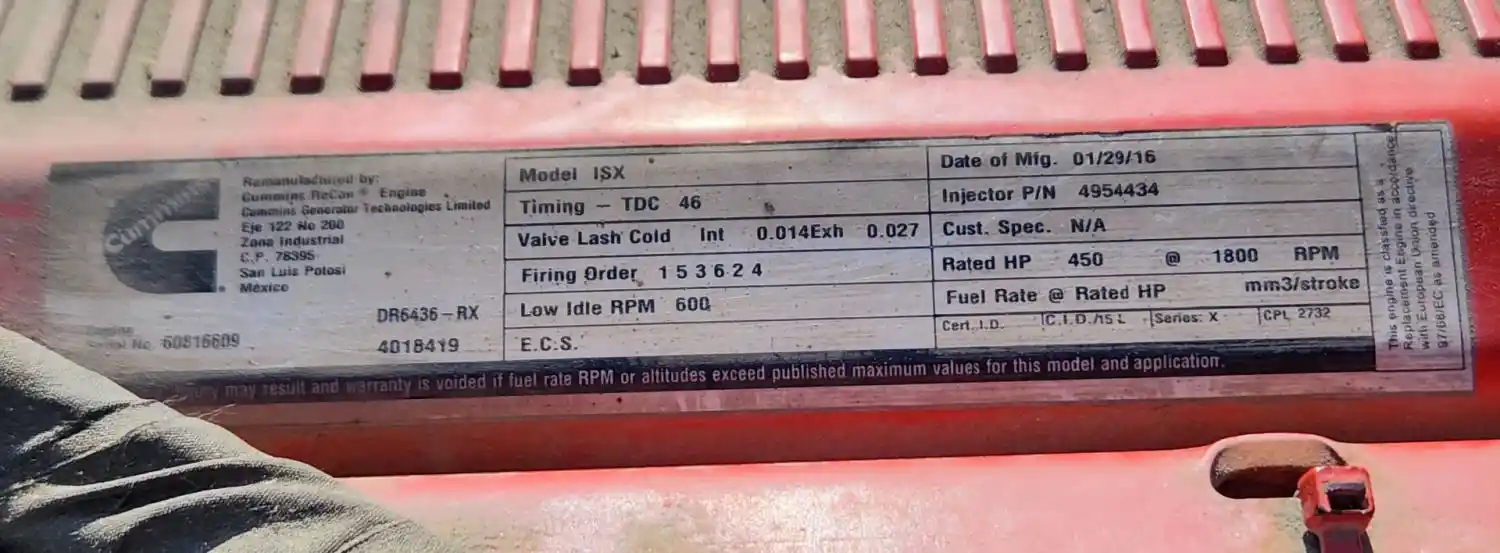 Cummins
Remanufactured by:
Cummins ReCon ® Engine
Cummins Generator Technologies Limited
Eje 122 No 200
Zona Industrial
C.P. 78395
San Luis Potosi
México
DR6436-RX
Serial No. 60816609
4018419
Model ISX
Timing - TDC 46
Valve Lash Cold Int 0.014 Exh 0.027
Firing Order 1 5 3 6 2 4
Low Idle RPM 600
E.C.S.
Date of Mfg. 01/29/16
Injector P/N 4954434
Cust. Spec. N/A
Rated HP 450 @ 1800 RPM
Fuel Rate @ Rated HP mm3/stroke
Cert. I.D. C.I.D./15 L Series: X CPL 2732
This engine is classified as a
Replacement Engine in accordance
with European Union directive
97/68/EC as amended
may result and warranty is voided if fuel rate RPM or altitudes exceed published maximum values for this model and application.